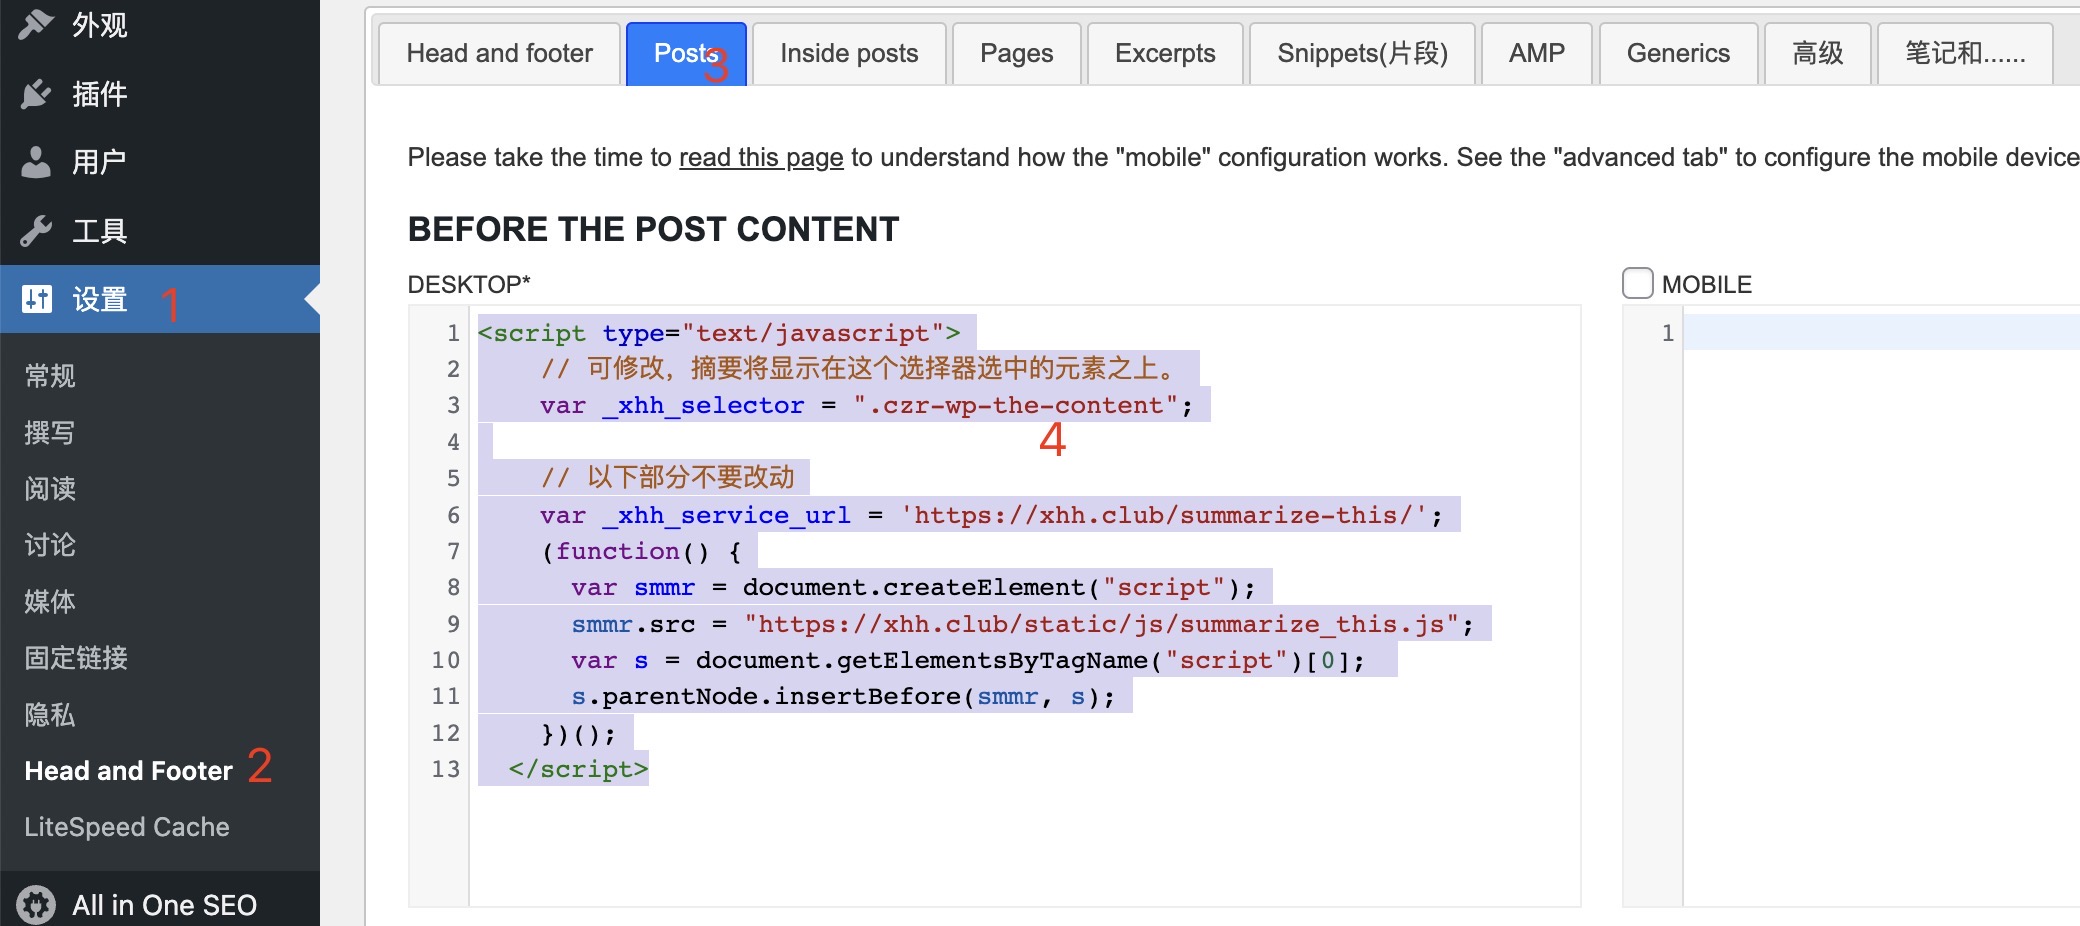 外观
插件
用户
工具
设置 1
常规
撰写
阅读
讨论
媒体
固定链接
隐私
Head and Footer 2
LiteSpeed Cache
All in One SEO
Head and footer Posts 3 Inside posts Pages Excerpts Snippets(片段) AMP Generics 高级 笔记和......
Please take the time to read this page to understand how the "mobile" configuration works. See the "advanced tab" to configure the mobile device
BEFORE THE POST CONTENT
DESKTOP*
1 <script type="text/javascript">
2 // 可修改，摘要将显示在这个选择器选中的元素之上。
3 var _xhh_selector = ".czr-wp-the-content";
4
4
5 // 以下部分不要改动
6 var _xhh_service_url = 'https://xhh.club/summarize-this/';
7 (function() {
8 var smmr = document.createElement("script");
9 smmr.src = "https://xhh.club/static/js/summarize_this.js";
10 var s = document.getElementsByTagName("script")[0];
11 s.parentNode.insertBefore(smmr, s);
12 })();
13 </script>
MOBILE
1